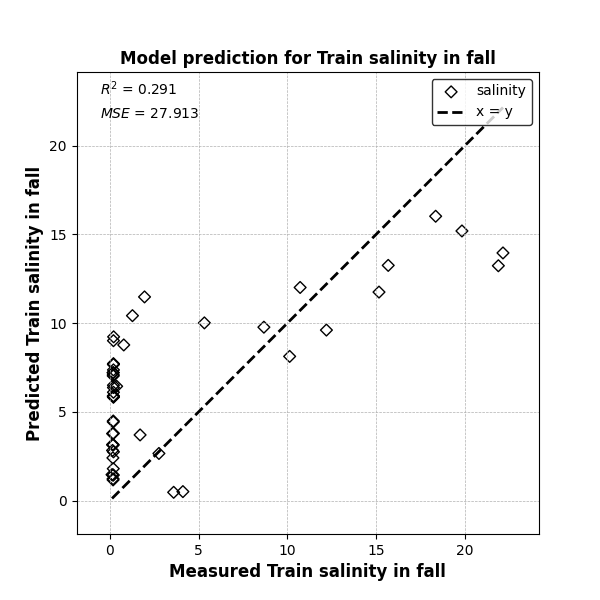 Model prediction for Train salinity in fall
R² = 0.291
MSE = 27.913
salinity
x = y
Predicted Train salinity in fall
20
15
10
5
0
0 5 10 15 20
Measured Train salinity in fall